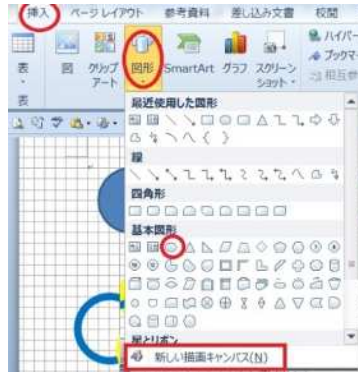 挿入 ページレイアウト 参考資料 差し込み文書 校閲
表 図 クリップアート 図形 SmartArt グラフ スクリーンショット
ハイパー
ブックマー
相互参
表
最近使用した図形
線
四角形
基本図形
星とリボン
新しい描画キャンバス(N)